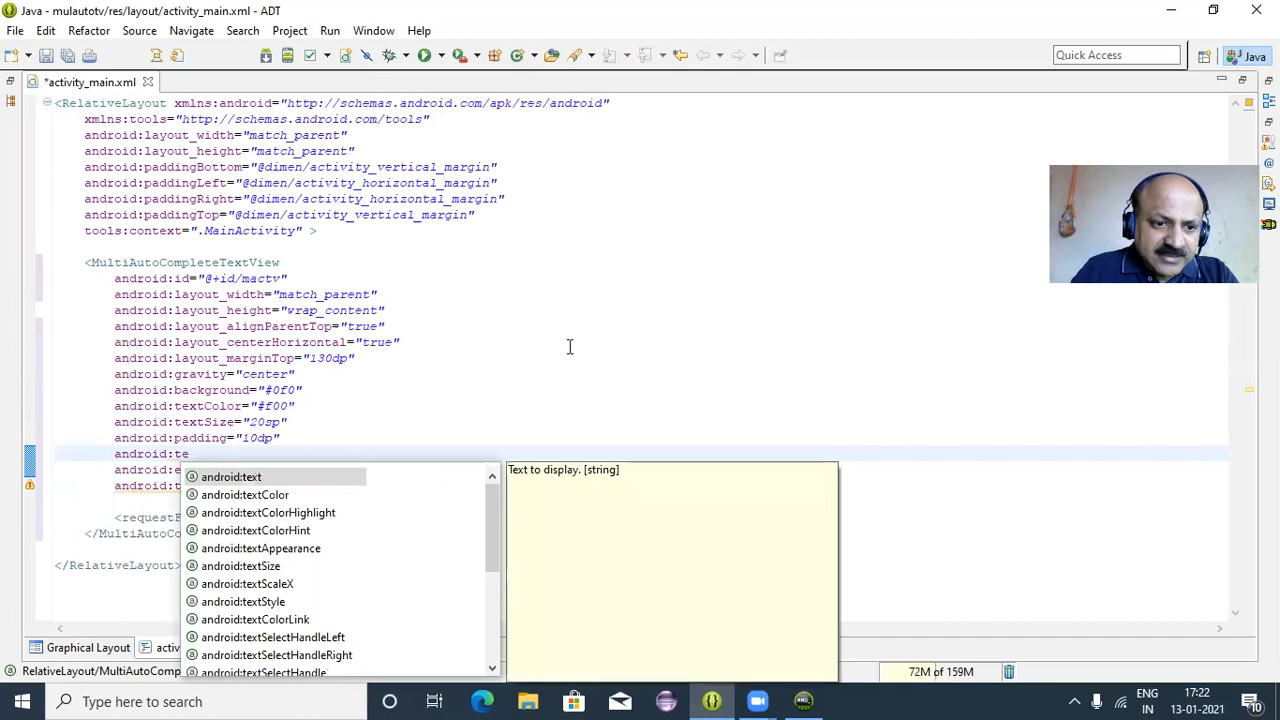 Java - mulautotv/res/layout/activity_main.xml - ADT
File Edit Refactor Source Navigate Search Project Run Window Help
Quick Access
Java
*activity_main.xml
<RelativeLayout xmlns:android="http://schemas.android.com/apk/res/android"
xmlns:tools="http://schemas.android.com/tools"
android:layout_width="match_parent"
android:layout_height="match_parent"
android:paddingBottom="@dimen/activity_vertical_margin"
android:paddingLeft="@dimen/activity_horizontal_margin"
android:paddingRight="@dimen/activity_horizontal_margin"
android:paddingTop="@dimen/activity_vertical_margin"
tools:context=".MainActivity" >
<MultiAutoCompleteTextView
android:id="@+id/mactv"
android:layout_width="match_parent"
android:layout_height="wrap_content"
android:layout_alignParentTop="true"
android:layout_centerHorizontal="true"
android:layout_marginTop="130dp"
android:gravity="center"
android:background="#0f0"
android:textColor="#f00"
android:textSize="20sp"
android:padding="10dp"
android:te
android:e
android:t
<requestF
</MultiAutoCo
</RelativeLayout>
android:text
android:textColor
android:textColorHighlight
android:textColorHint
android:textAppearance
android:textSize
android:textScaleX
android:textStyle
android:textColorLink
android:textSelectHandleLeft
android:textSelectHandleRight
android:textSelectHandle
Text to display. [string]
Graphical Layout
activ
RelativeLayout/MultiAutoComp
72M of 159M
Type here to search
ENG
IN
17:22
13-01-2021
10